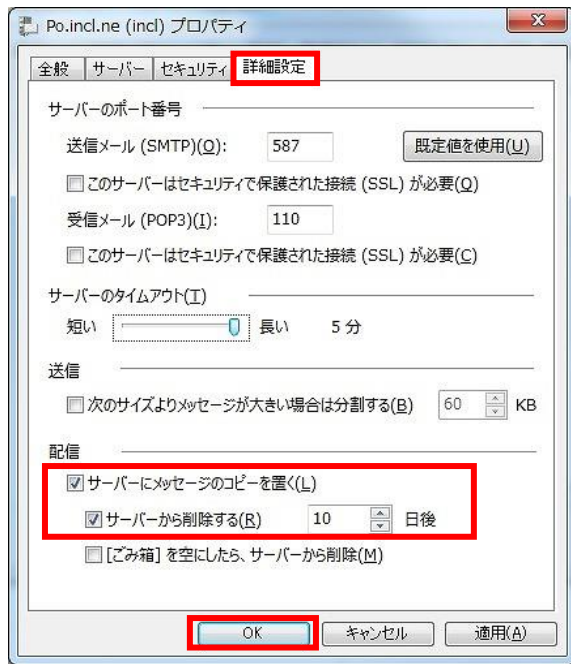 Po.incl.ne (incl) プロパティ
全般 サーバー セキュリティ 詳細設定
サーバーのポート番号
送信メール (SMTP)(O): 587 既定値を使用(U)
このサーバーはセキュリティで保護された接続 (SSL) が必要(Q)
受信メール (POP3)(I): 110
このサーバーはセキュリティで保護された接続 (SSL) が必要(C)
サーバーのタイムアウト(T)
短い 長い 5 分
送信
次のサイズよりメッセージが大きい場合は分割する(B) 60 KB
配信
サーバーにメッセージのコピーを置く(L)
サーバーから削除する(R) 10 日後
[ごみ箱] を空にしたら、サーバーから削除(M)
OK キャンセル 適用(A)